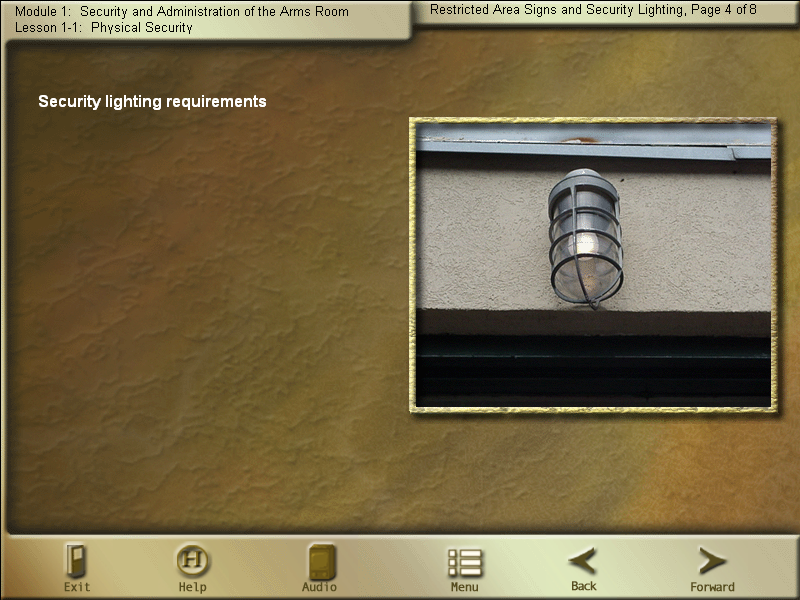 Module 1:  Security and Administration of the Arms Room
Lesson 1-1:  Physical Security
Restricted Area Signs and Security Lighting, Page 4 of 8
Security lighting requirements
H
Exit
Help
Audio
Menu
Back
Forward